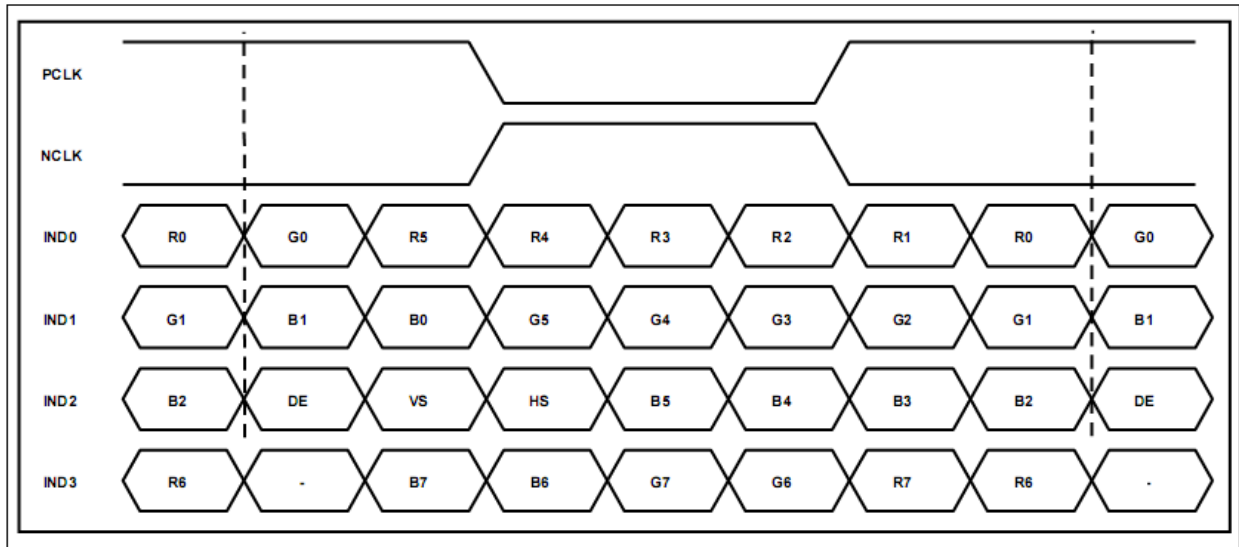 PCLK
NCLK
IND0 R0 G0 R5 R4 R3 R2 R1 R0 G0
IND1 G1 B1 B0 G5 G4 G3 G2 G1 B1
IND2 B2 DE VS HS B5 B4 B3 B2 DE
IND3 R6 - B7 B6 G7 G6 R7 R6 -